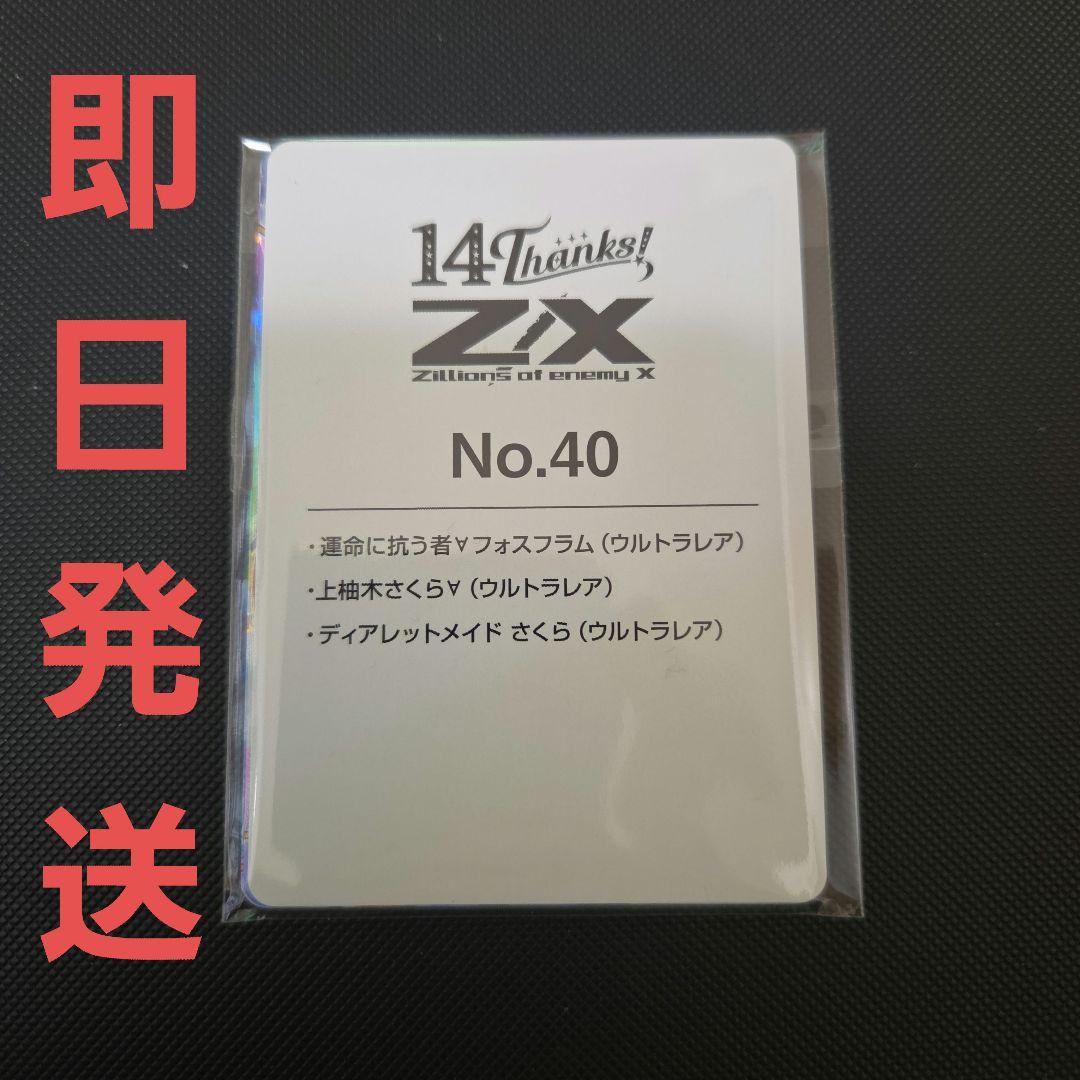 即日発送
14 Thanks!
Z/X
Zillions of enemy X
No.40
・運命に抗う者∀フォスフラム(ウルトラレア)
・上柚木さくら∀(ウルトラレア)
・ディアレットメイド さくら(ウルトラレア)